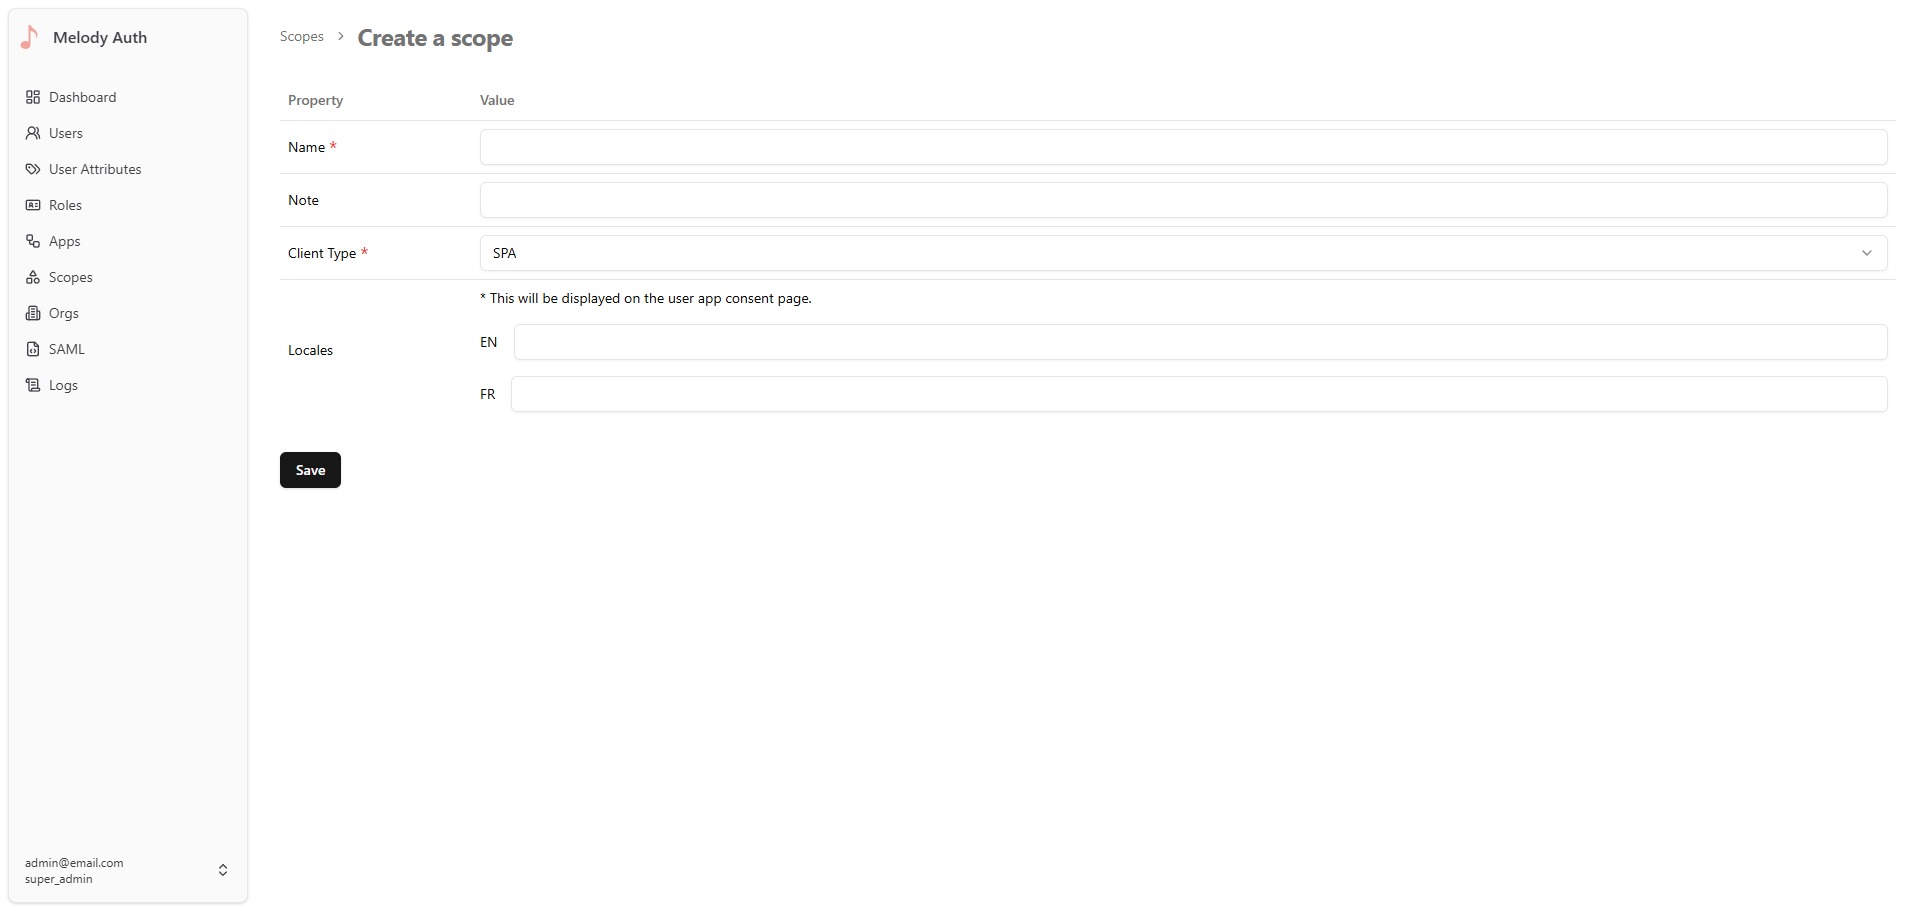 Melody Auth
Dashboard
Users
User Attributes
Roles
Apps
Scopes
Orgs
SAML
Logs
admin@email.com
super_admin
Scopes > Create a scope
Property Value
Name *
Note
Client Type * SPA
* This will be displayed on the user app consent page.
Locales
EN
FR
Save